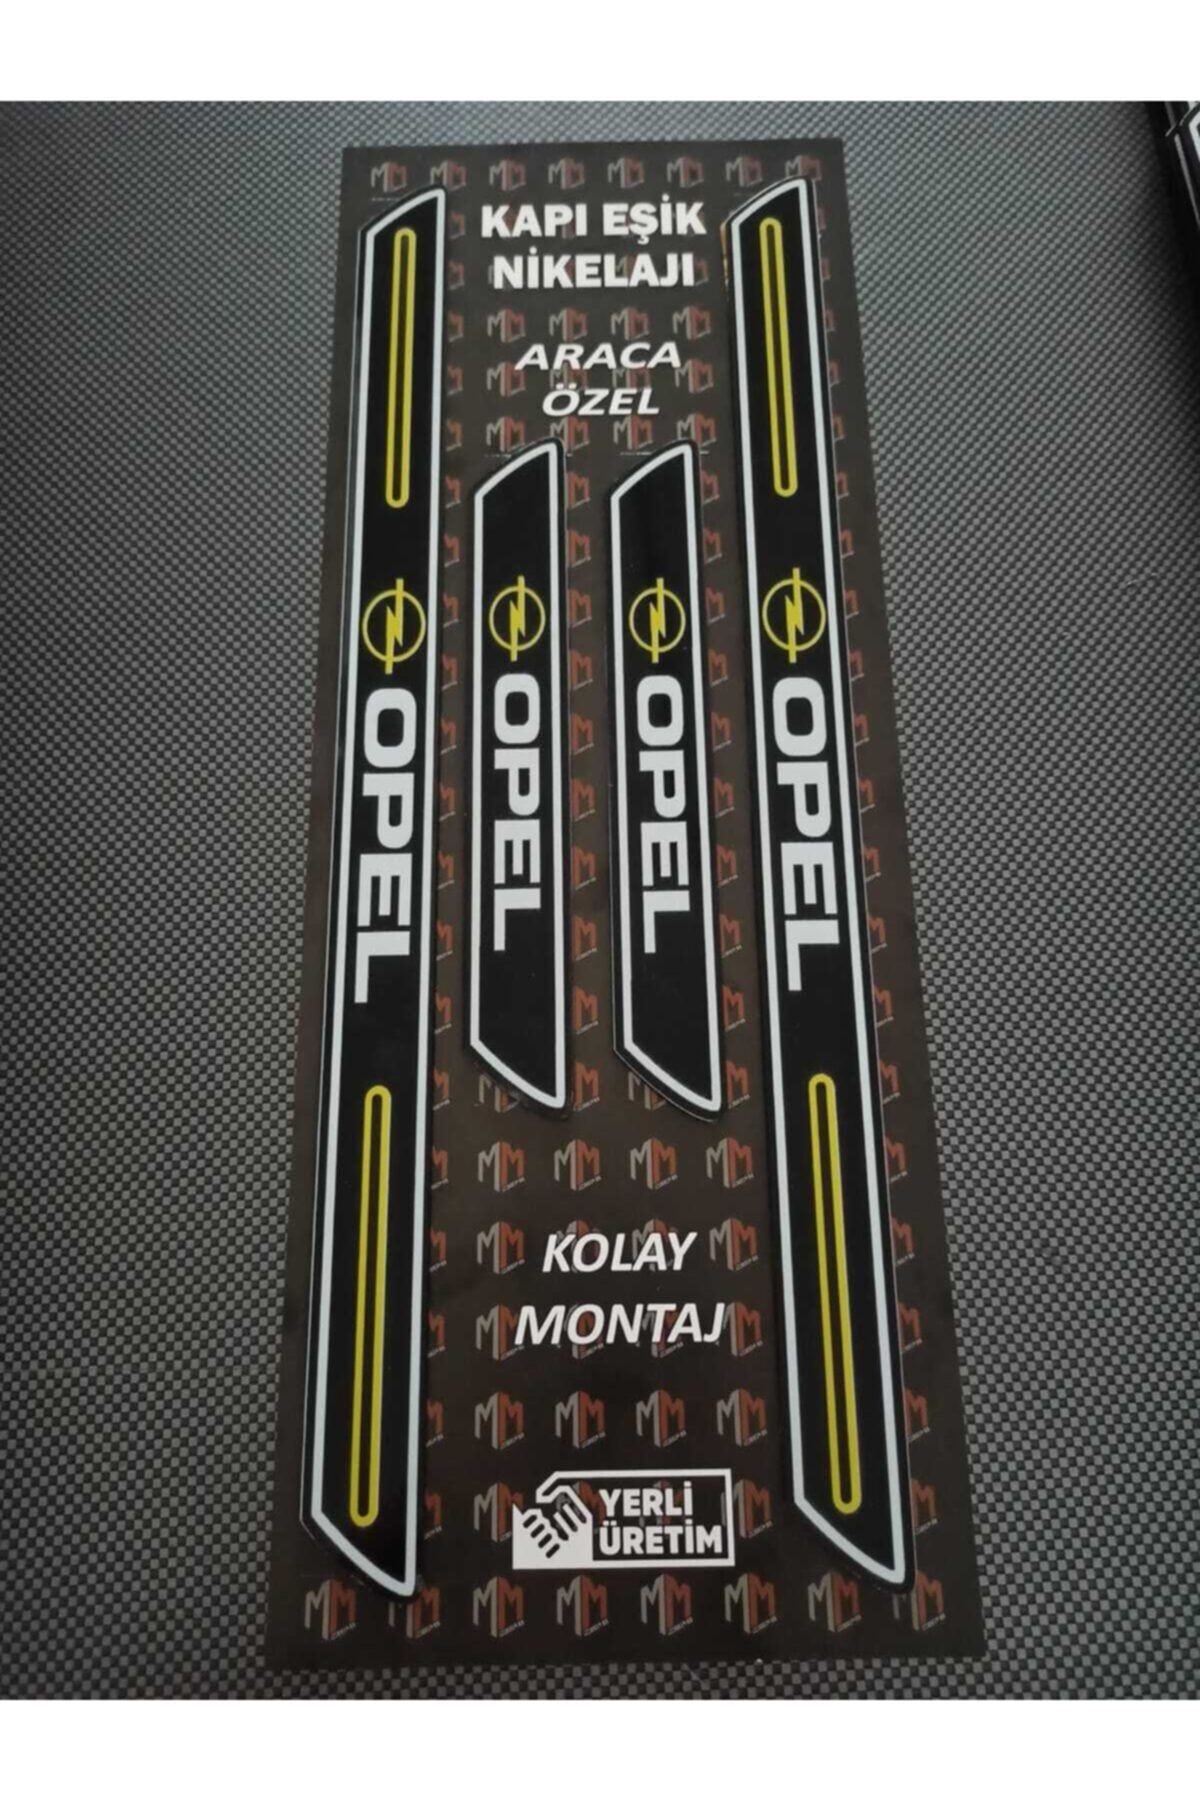 KAPI EŞİK
NİKELAJI
ARACA
ÖZEL
OPEL
OPEL
OPEL
OPEL
KOLAY
MONTAJ
YERLİ
ÜRETİM